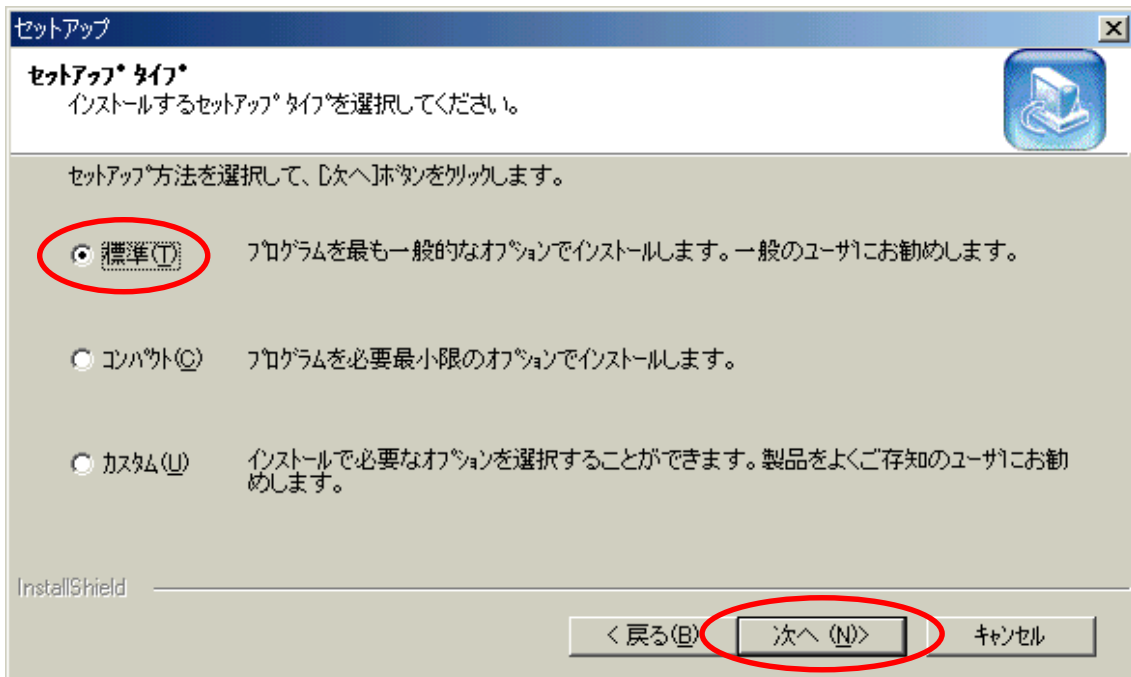 セットアップ
セットアップ タイプ
インストールするセットアップ タイプを選択してください。
セットアップ方法を選択して、[次へ]ボタンをクリックします。
標準(T) プログラムを最も一般的なオプションでインストールします。一般のユーザにお勧めします。
コンパクト(C) プログラムを必要最小限のオプションでインストールします。
カスタム(U) インストールで必要なオプションを選択することができます。製品をよくご存知のユーザにお勧
めします。
InstallShield
< 戻る(B) 次へ (N)> キャンセル